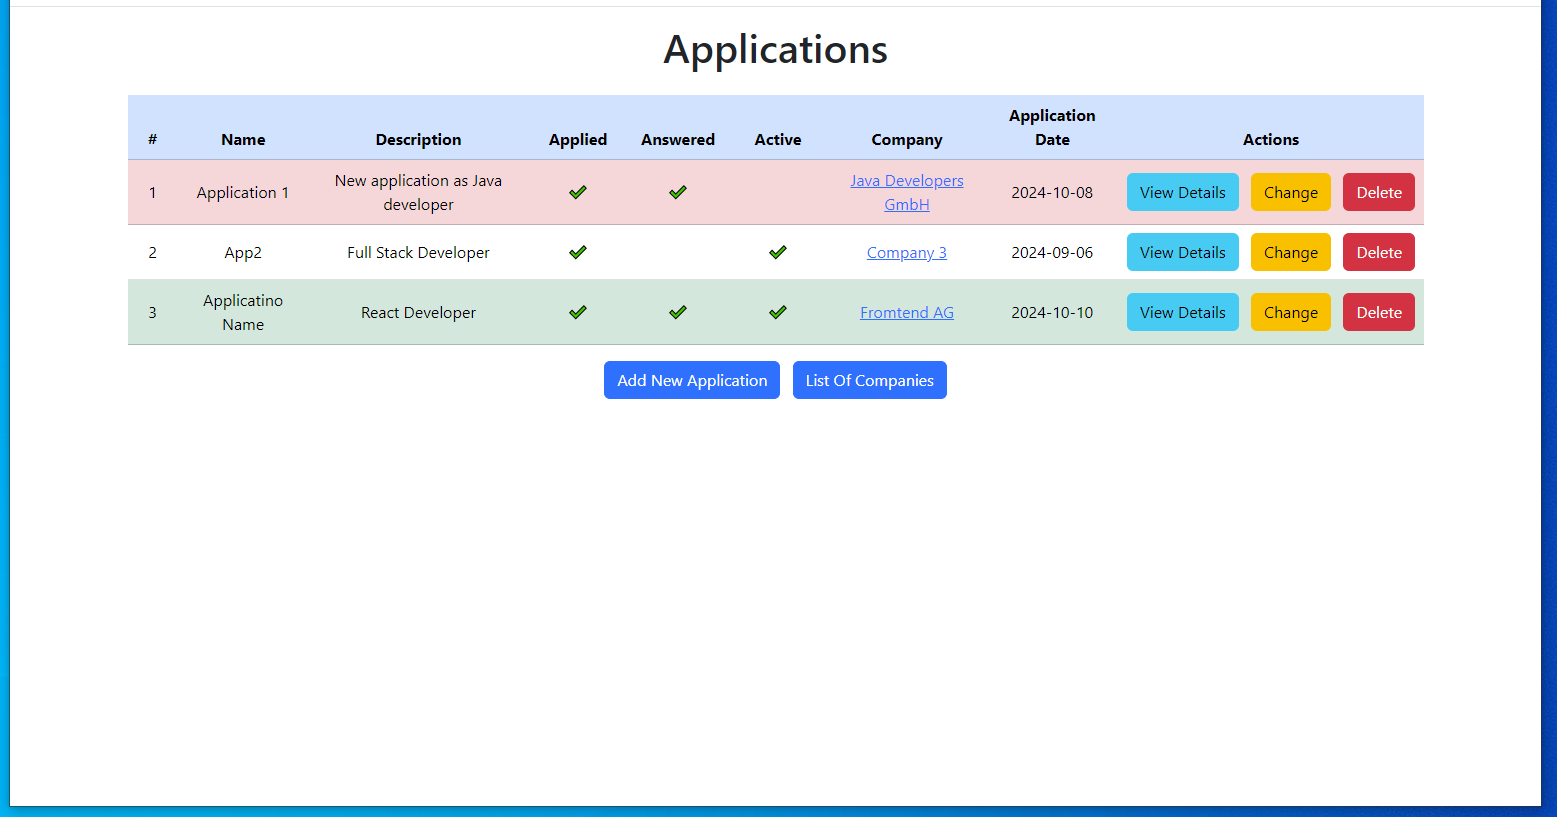 Applications
# Name Description Applied Answered Active Company Application Date Actions
1 Application 1 New application as Java developer Java Developers GmbH 2024-10-08 View Details Change Delete
2 App2 Full Stack Developer Company 3 2024-09-06 View Details Change Delete
3 Applicatino Name React Developer Fromtend AG 2024-10-10 View Details Change Delete
Add New Application List Of Companies